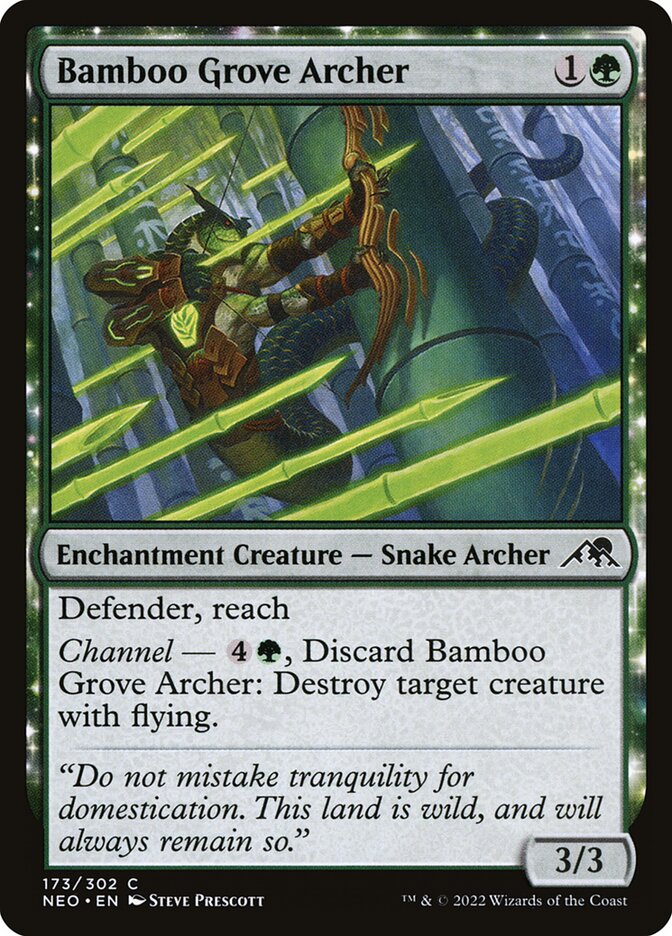 Bamboo Grove Archer 1
Enchantment Creature — Snake Archer
Defender, reach
Channel — 4, Discard Bamboo
Grove Archer: Destroy target creature
with flying.
“Do not mistake tranquility for
domestication. This land is wild, and will
always remain so.”
3/3
173/302 C
NEO • EN Steve Prescott
™ & © 2022 Wizards of the Coast